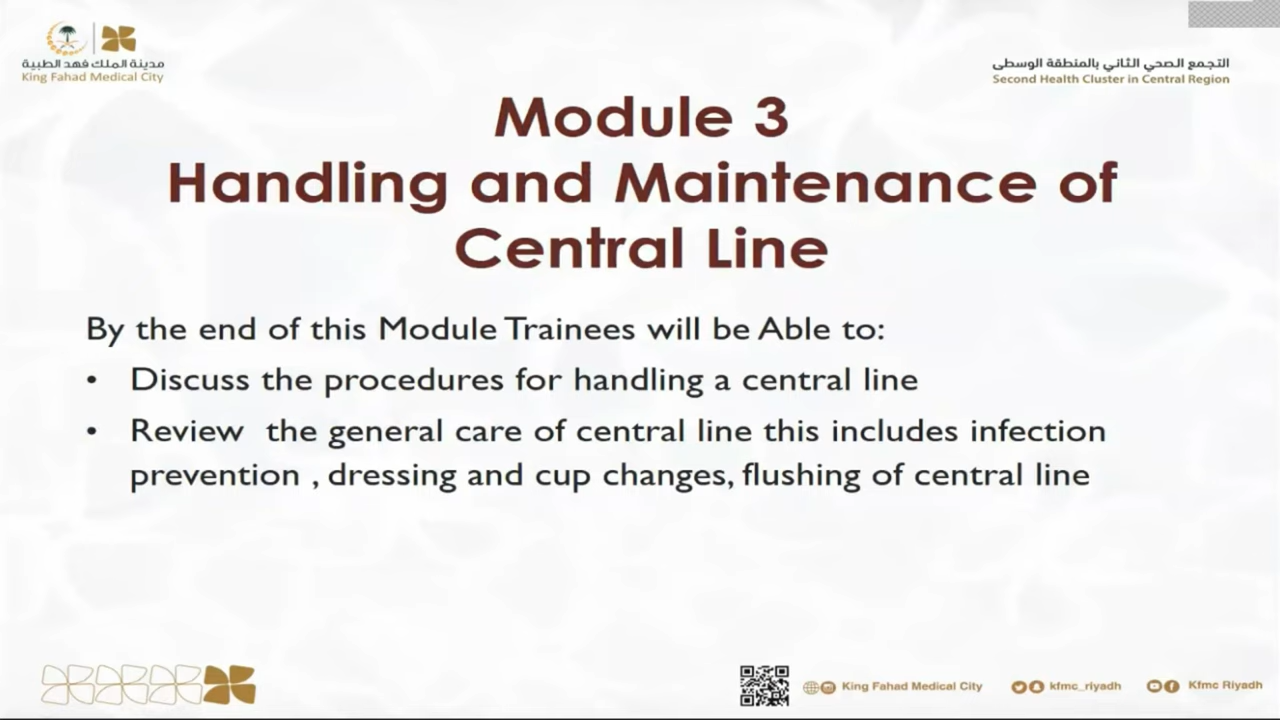 مدينة الملك فهد الطبية
King Fahad Medical City
التجمع الصحي الثاني بالمنطقة الوسطى
Second Health Cluster in Central Region
Module 3
Handling and Maintenance of
Central Line
By the end of this Module Trainees will be Able to:
• Discuss the procedures for handling a central line
• Review the general care of central line this includes infection
prevention , dressing and cup changes, flushing of central line
King Fahad Medical City kfmc_riyadh Kfmc Riyadh